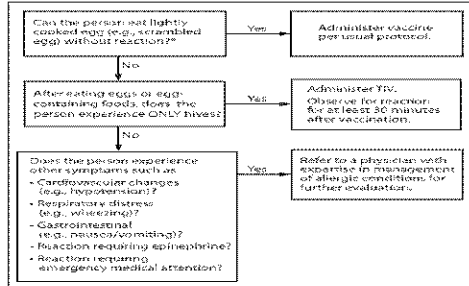 Can the person eat lightly
cooked egg (e.g., scrambled
egg) without reaction?*
Yes
Administer vaccine
per usual protocol.
No
After eating eggs or egg-
containing foods, does the
person experience ONLY hives?
Yes
Administer TIV.
Observe for reaction
for at least 30 minutes
after vaccination.
No
Does the person experience
other symptoms such as
• Cardiovascular changes
(e.g., hypotension)?
• Respiratory distress
(e.g., wheezing)?
• Gastrointestinal
(e.g., nausea/vomiting)?
• Reaction requiring epinephrine?
• Reaction requiring
emergency medical attention?
Yes
Refer to a physician with
expertise in management
of allergic conditions for
further evaluation.